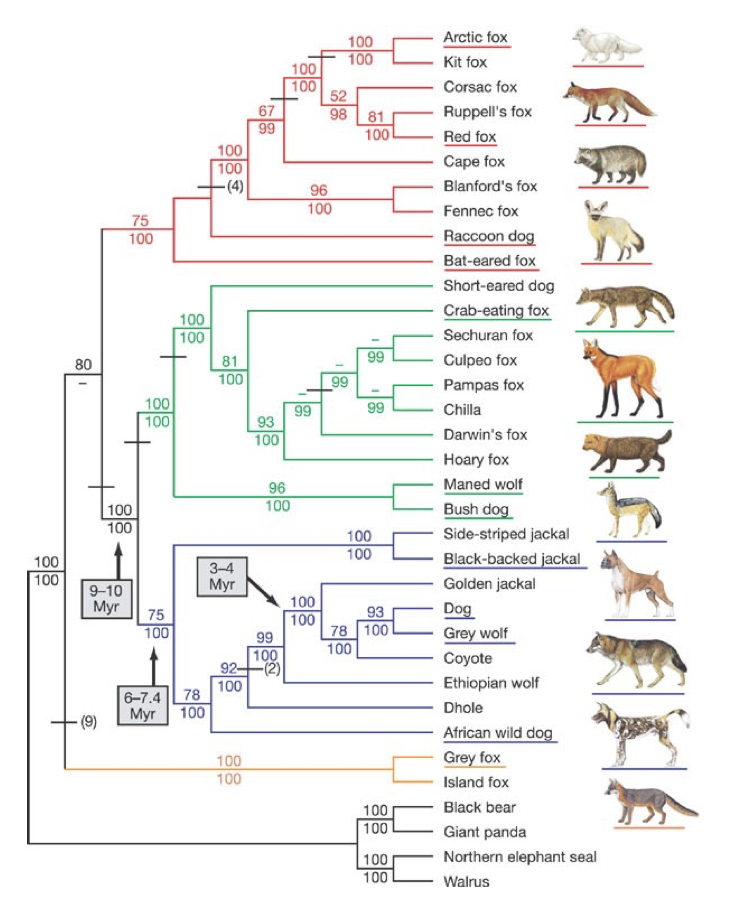 Arctic fox
100
100
Kit fox
100
100
Corsac fox
52
98
Ruppell's fox
81
100
Red fox
67
99
Cape fox
100
100
(4)
96
100
Blanford's fox
Fennec fox
75
100
Raccoon dog
Bat-eared fox
Short-eared dog
100
100
Crab-eating fox
Sechuran fox
–
99
Culpeo fox
81
100
–
99
80
–
Pampas fox
–
99
–
99
Chilla
100
100
93
100
Darwin's fox
Hoary fox
Maned wolf
96
100
Bush dog
100
100
Side-striped jackal
100
100
Black-backed jackal
100
100
3–4
Myr
Golden jackal
9–10
Myr
100
100
Dog
93
100
Grey wolf
75
100
78
100
99
100
Coyote
92
100
(2)
Ethiopian wolf
6–7.4
Myr
78
100
Dhole
(9)
African wild dog
Grey fox
100
100
Island fox
Black bear
100
100
Giant panda
Northern elephant seal
100
100
Walrus